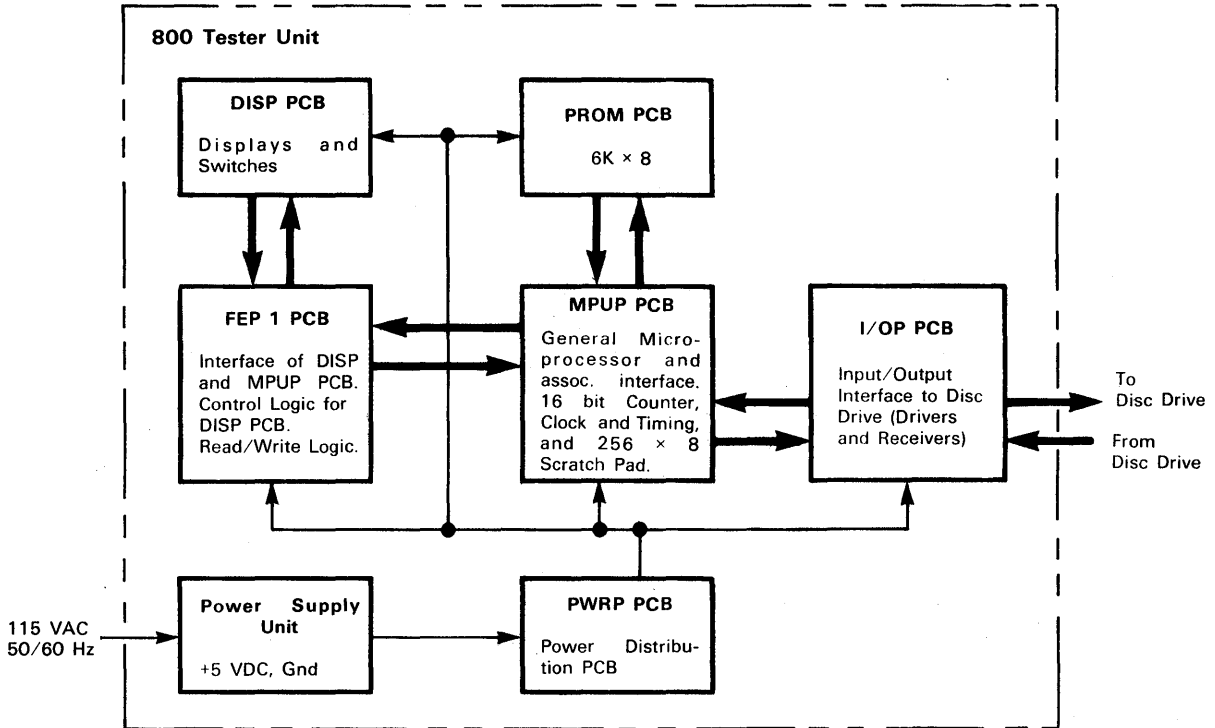 800 Tester Unit
DISP PCB
Displays and
Switches
PROM PCB
6K × 8
FEP 1 PCB
Interface of DISP
and MPUP PCB.
Control Logic for
DISP PCB.
Read/Write Logic.
MPUP PCB
General Micro-
processor and
assoc. interface.
16 bit Counter,
Clock and Timing,
and 256 × 8
Scratch Pad.
I/OP PCB
Input/Output
Interface to Disc
Drive (Drivers
and Receivers)
To
Disc Drive
From
Disc Drive
115 VAC
50/60 Hz
Power Supply
Unit
+5 VDC, Gnd
PWRP PCB
Power Distribu-
tion PCB